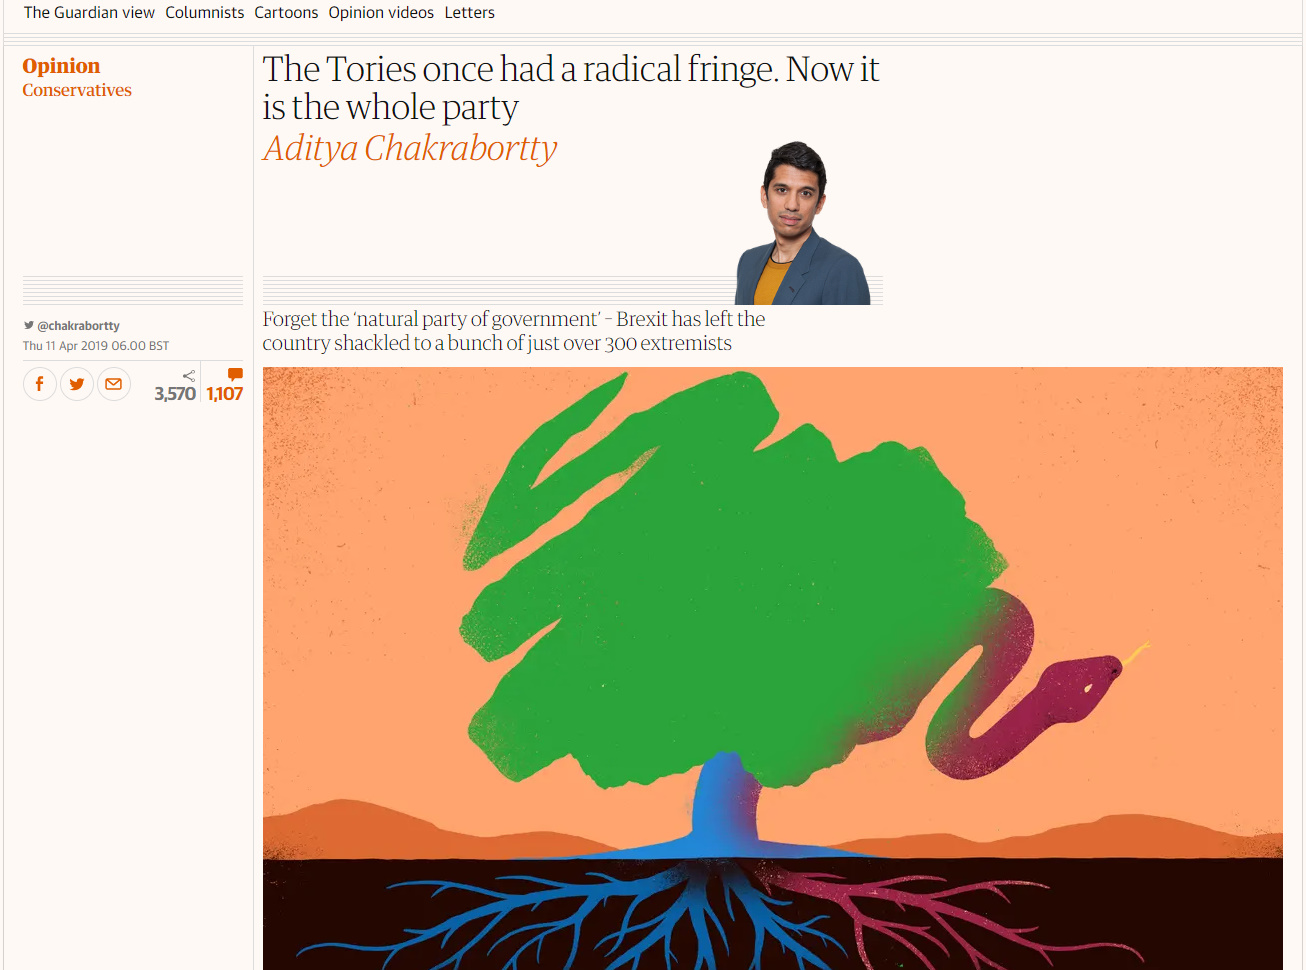 The Guardian view Columnists Cartoons Opinion videos Letters
Opinion
Conservatives
The Tories once had a radical fringe. Now it
is the whole party
Aditya Chakrabortty
@chakrabortty
Thu 11 Apr 2019 06.00 BST
3,570 1,107
Forget the ‘natural party of government’ – Brexit has left the
country shackled to a bunch of just over 300 extremists